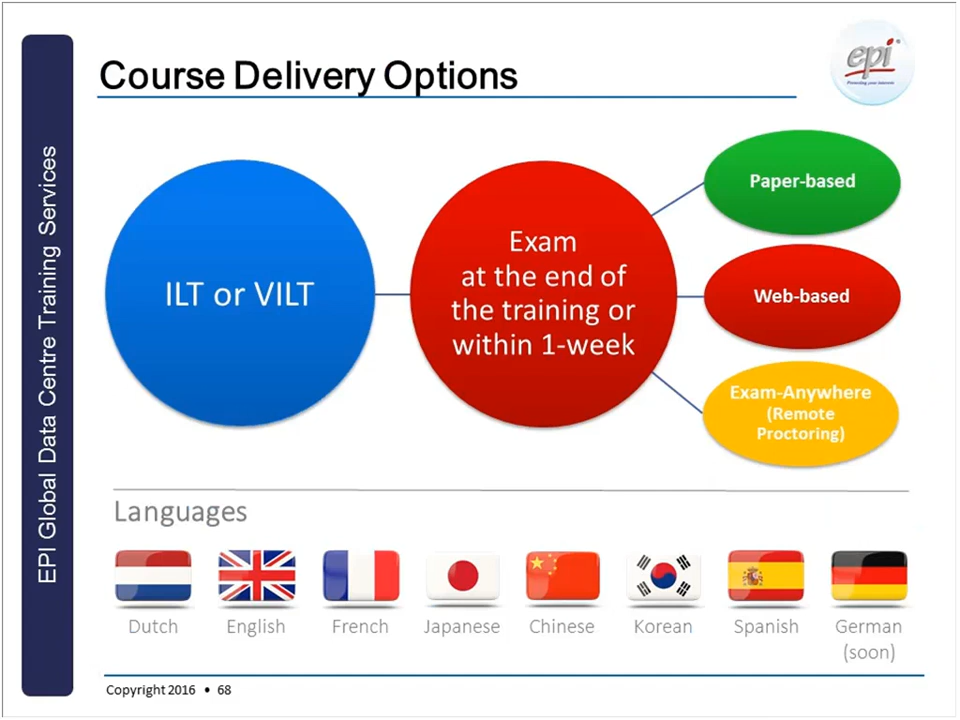 Course Delivery Options
epi
EPI Global Data Centre Training Services
ILT or VILT
Exam
at the end of
the training or
within 1-week
Paper-based
Web-based
Exam-Anywhere
(Remote
Proctoring)
Languages
Dutch
English
French
Japanese
Chinese
Korean
Spanish
German
(soon)
Copyright 2016 • 68